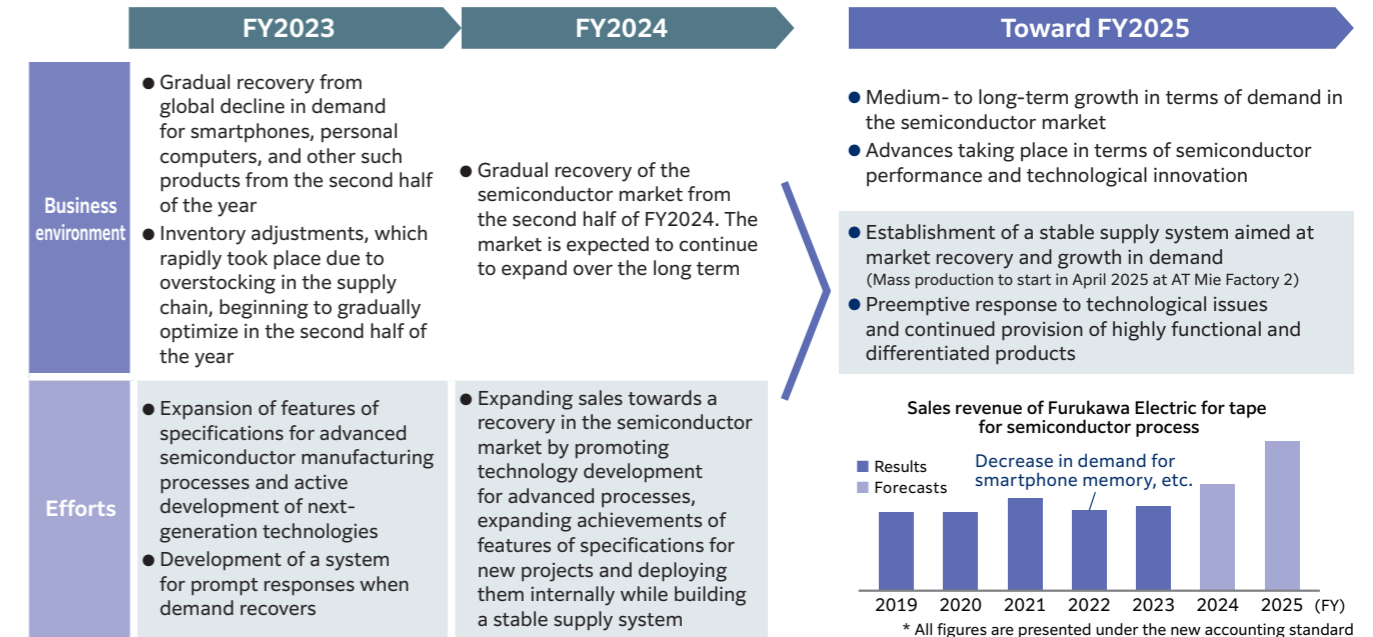 FY2023
FY2024
Toward FY2025
Business
environment
● Gradual recovery from
global decline in demand
for smartphones, personal
computers, and other such
products from the second half
of the year
● Inventory adjustments, which
rapidly took place due to
overstocking in the supply
chain, beginning to gradually
optimize in the second half of
the year
● Gradual recovery of the
semiconductor market from
the second half of FY2024. The
market is expected to continue
to expand over the long term
● Medium- to long-term growth in terms of demand in
the semiconductor market
● Advances taking place in terms of semiconductor
performance and technological innovation
● Establishment of a stable supply system aimed at
market recovery and growth in demand
(Mass production to start in April 2025 at AT Mie Factory 2)
● Preemptive response to technological issues
and continued provision of highly functional and
differentiated products
Efforts
● Expansion of features of
specifications for advanced
semiconductor manufacturing
processes and active
development of next-
generation technologies
● Development of a system
for prompt responses when
demand recovers
● Expanding sales towards a
recovery in the semiconductor
market by promoting
technology development
for advanced processes,
expanding achievements of
features of specifications for
new projects and deploying
them internally while building
a stable supply system
Sales revenue of Furukawa Electric for tape
for semiconductor process
Results
Forecasts
Decrease in demand for
smartphone memory, etc.
2019 2020 2021 2022 2023 2024 2025 (FY)
* All figures are presented under the new accounting standard